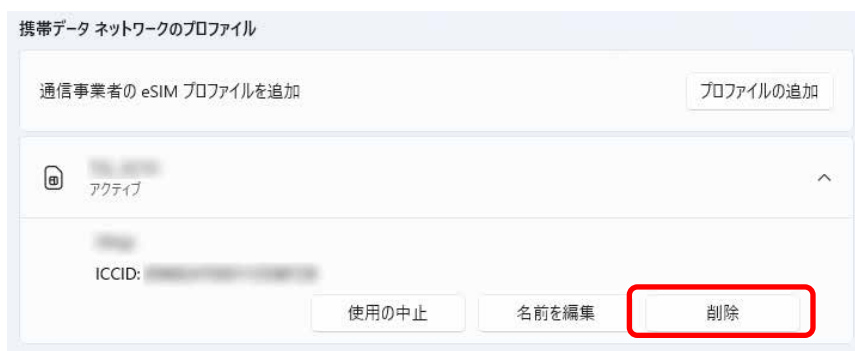 携帯データ ネットワークのプロファイル
通信事業者の eSIM プロファイルを追加
プロファイルの追加
アクティブ
ICCID:
使用の中止 名前を編集 削除